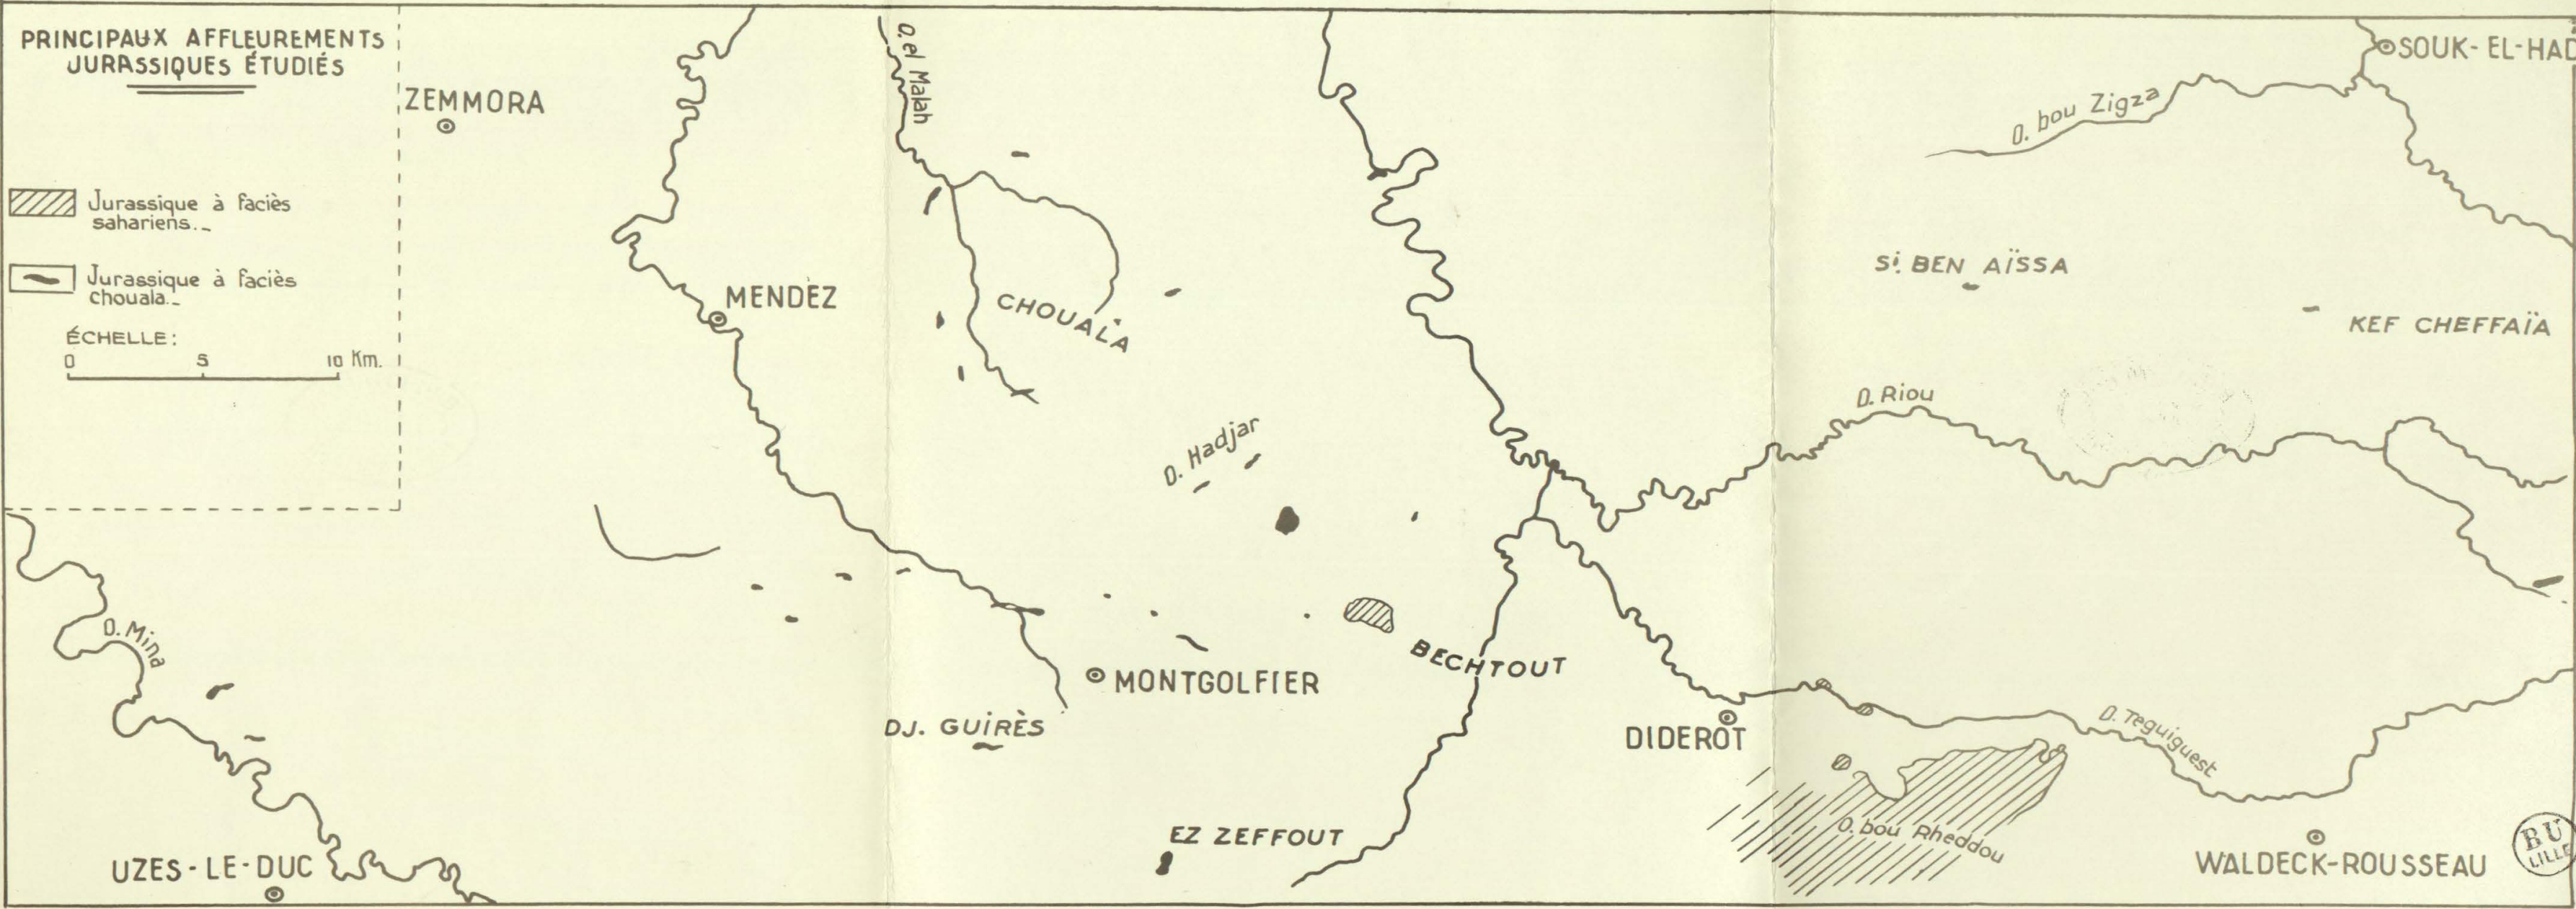 PRINCIPAUX AFFLEUREMENTS
JURASSIQUES ÉTUDIÉS
Jurassique à faciès
sahariens._
Jurassique à faciès
chouala._
ÉCHELLE:
0 5 10 Km.
ZEMMORA
O. el Malah
SOUK-EL-HAD
O. bou Zigza
MENDEZ
CHOUALA
Si. BEN AÏSSA
KEF CHEFFAÏA
O. Riou
O. Hadjar
O. Mina
BECHTOUT
MONTGOLFIER
DJ. GUIRÈS
DIDEROT
O. Teguiguest
EZ ZEFFOUT
O. bou Rheddou
UZES-LE-DUC
WALDECK-ROUSSEAU
BU
LILLE